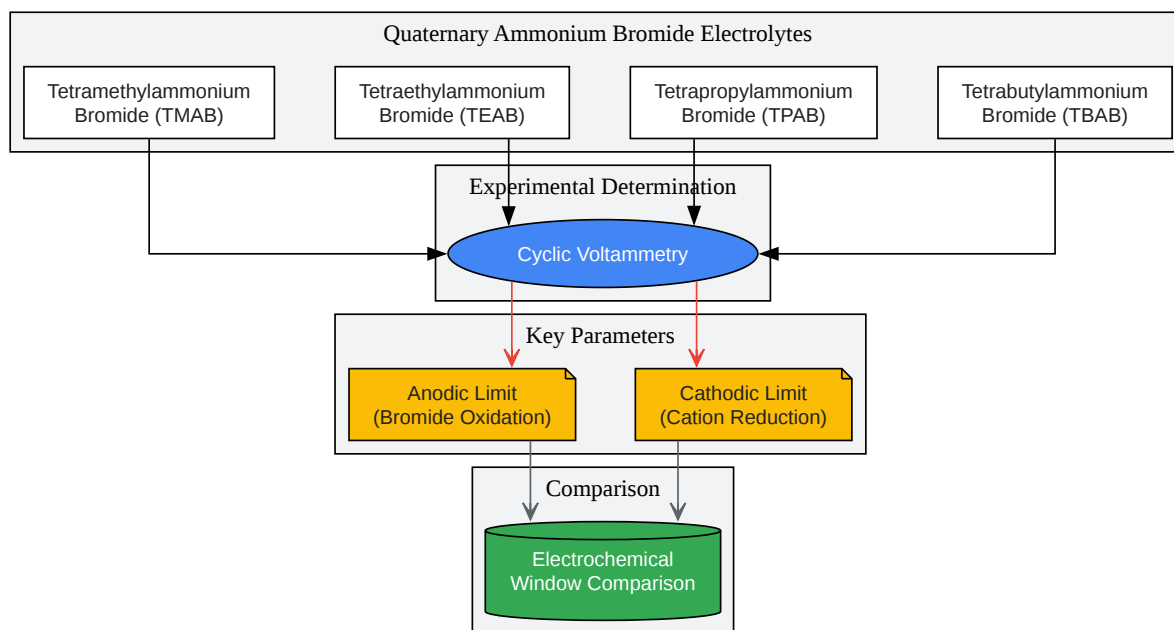 Quaternary Ammonium Bromide Electrolytes
Tetramethylammonium
Bromide (TMAB)
Tetraethylammonium
Bromide (TEAB)
Tetrapropylammonium
Bromide (TPAB)
Tetrabutylammonium
Bromide (TBAB)
Experimental Determination
Cyclic Voltammetry
Key Parameters
Anodic Limit
(Bromide Oxidation)
Cathodic Limit
(Cation Reduction)
Comparison
Electrochemical
Window Comparison